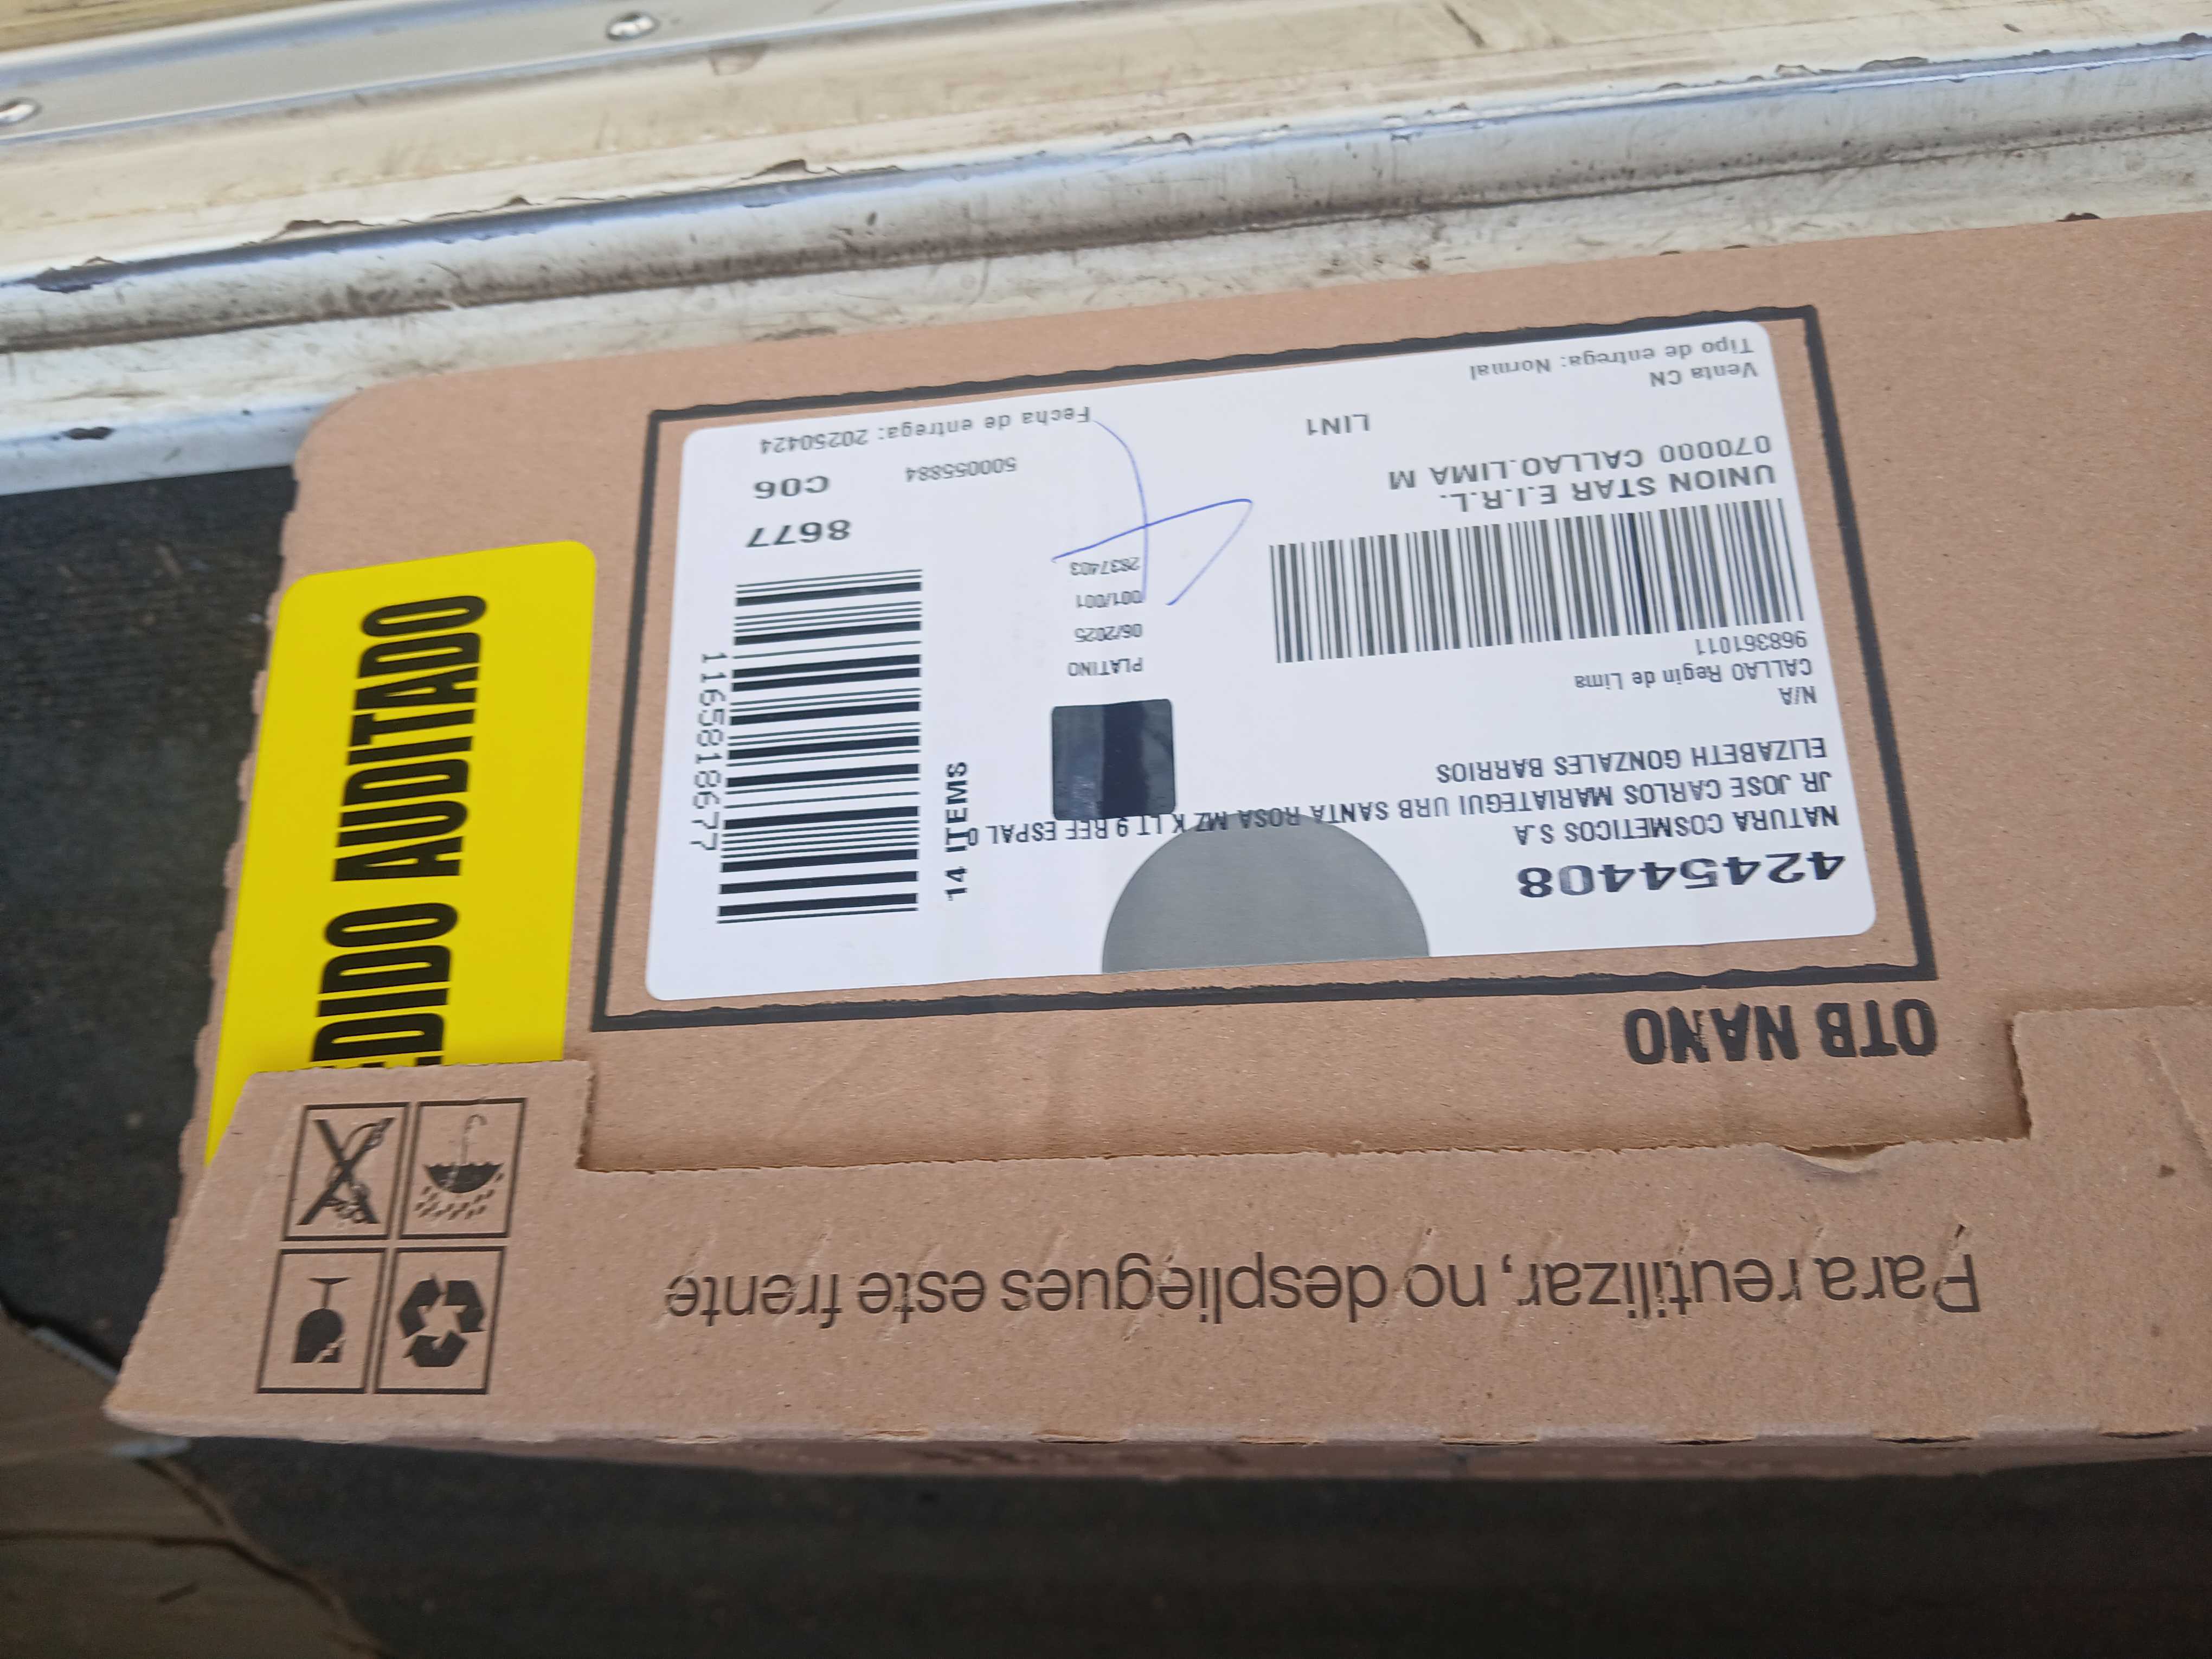 42454408
NATURA COSMETICOS S.A
JR JOSE CARLOS MARIATEGUI URB SANTA ROSA MZ K LT 9 REF ESPAL 0
ELIZABETH GONZALES BARRIOS
N/A
CALLAO Regin de Lima
968361011
UNION STAR E.I.R.L.
070000 CALLAO.LIMA M
LIN1
Venta CN
Tipo de entrega: Normal
14 ITEMS
PLATINO
06/2025
001/001
2837403
1165818677
8677
C06
500055884
Fecha de entrega: 20250424
EDIDO AUDITADO
OTB NANO
Para reutilizar, no despliegues este frente